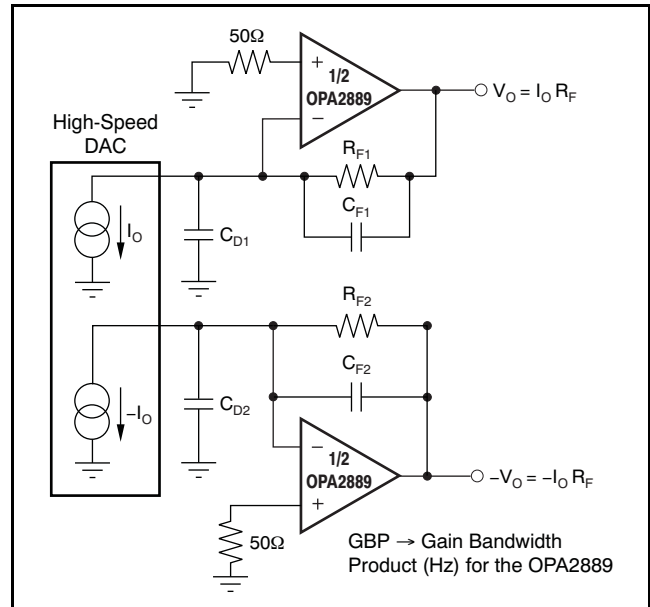 50Ω
+
1/2
OPA2889
−
V_O = I_O R_F
High-Speed
DAC
R_F1
C_F1
I_O
C_D1
R_F2
C_F2
−I_O
C_D2
−
1/2
OPA2889
+
−V_O = −I_O R_F
50Ω
GBP → Gain Bandwidth
Product (Hz) for the OPA2889